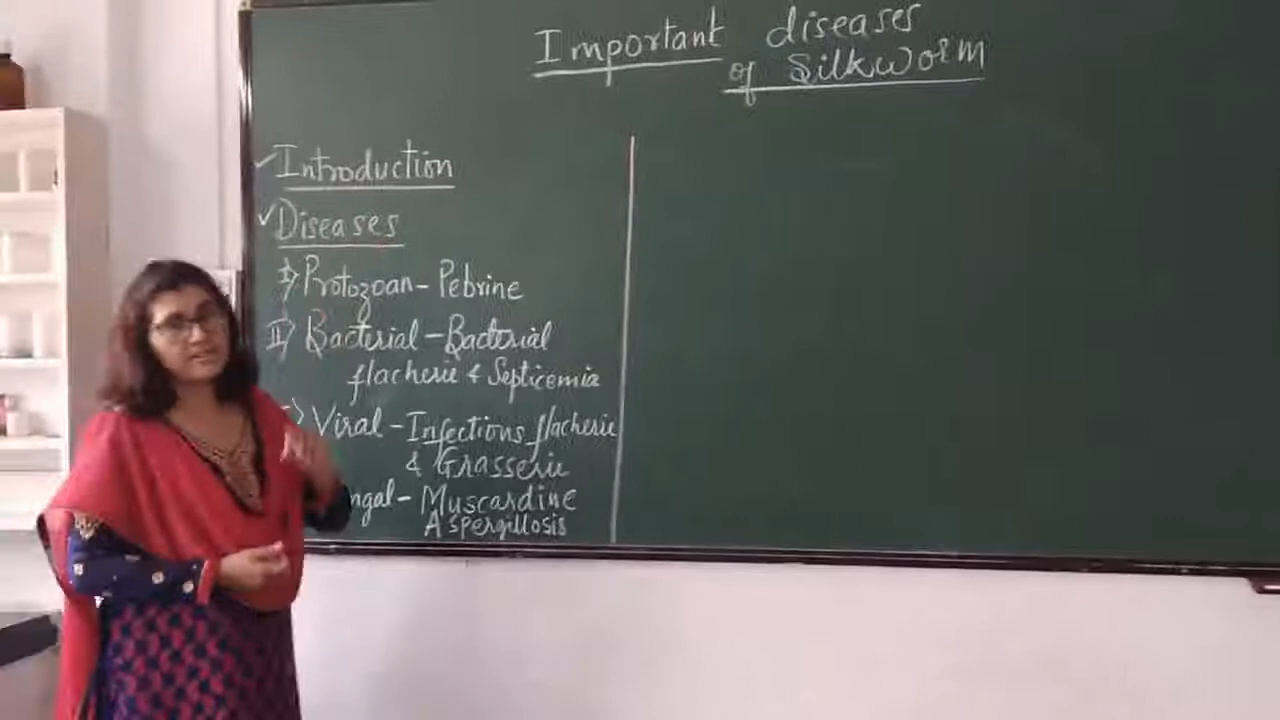 Important diseases
of Silkworm
✓Introduction
✓Diseases
I) Protozoan - Pebrine
II) Bacterial - Bacterial
flacherie & Septicemia
) Viral - Infections flacherie
& Grasserie
ngal - Muscardine
Aspergillosis